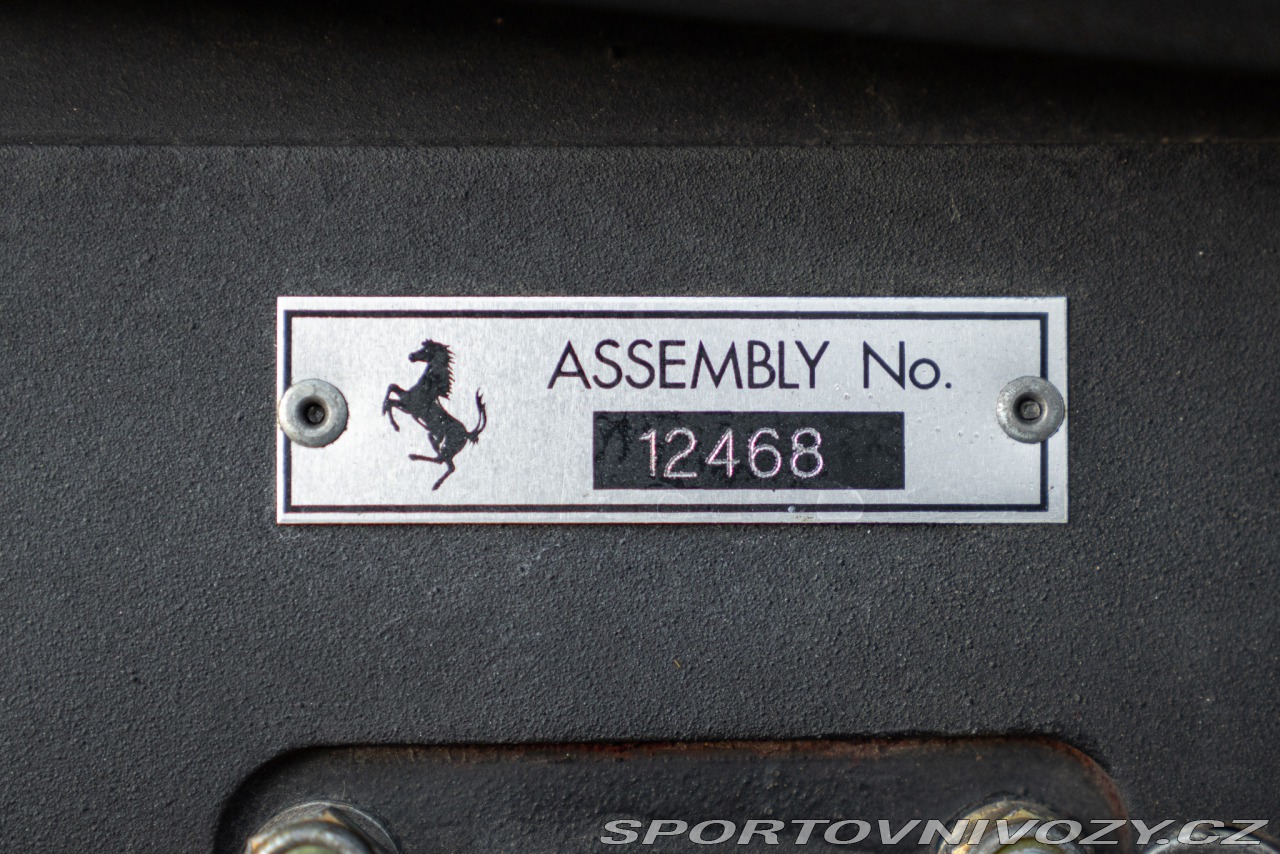 ASSEMBLY No.
12468
SPORTOVNIVOZY.CZ